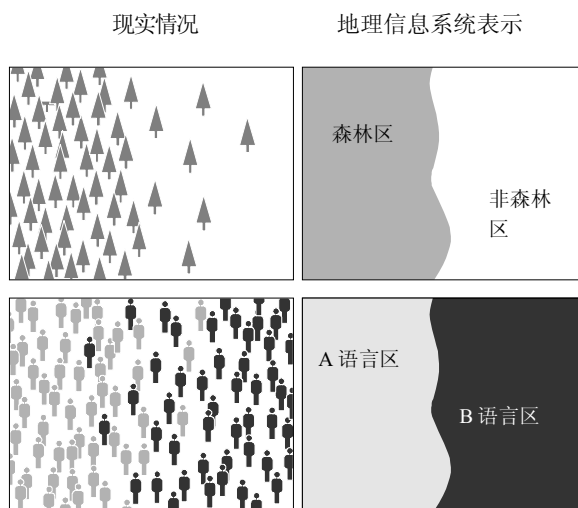 现实情况
地理信息系统表示
森林区
非森林
区
A 语言区
B 语言区